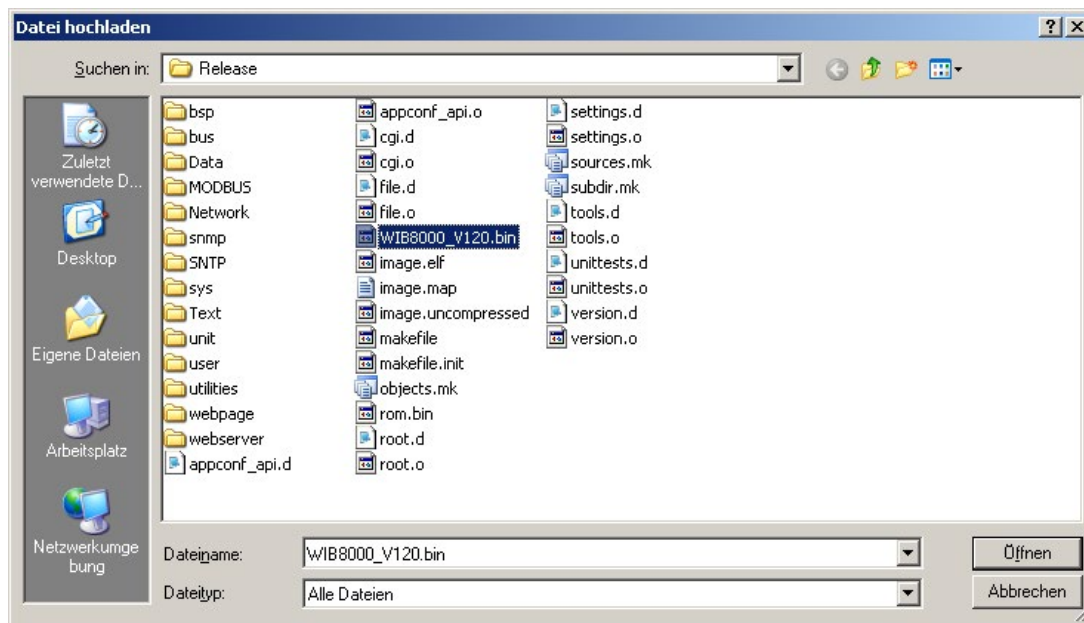 Datei hochladen
Suchen in: Release
Zuletzt
verwendete D...
Desktop
Eigene Dateien
Arbeitsplatz
Netzwerkumge
bung
bsp
bus
Data
MODBUS
Network
snmp
SNTP
sys
Text
unit
user
utilities
webpage
webserver
appconf_api.d
appconf_api.o
cgi.d
cgi.o
file.d
file.o
WIB8000_V120.bin
image.elf
image.map
image.uncompressed
makefile
makefile.init
objects.mk
rom.bin
root.d
root.o
settings.d
settings.o
sources.mk
subdir.mk
tools.d
tools.o
unittests.d
unittests.o
version.d
version.o
Dateiname: WIB8000_V120.bin Öffnen
Dateityp: Alle Dateien Abbrechen